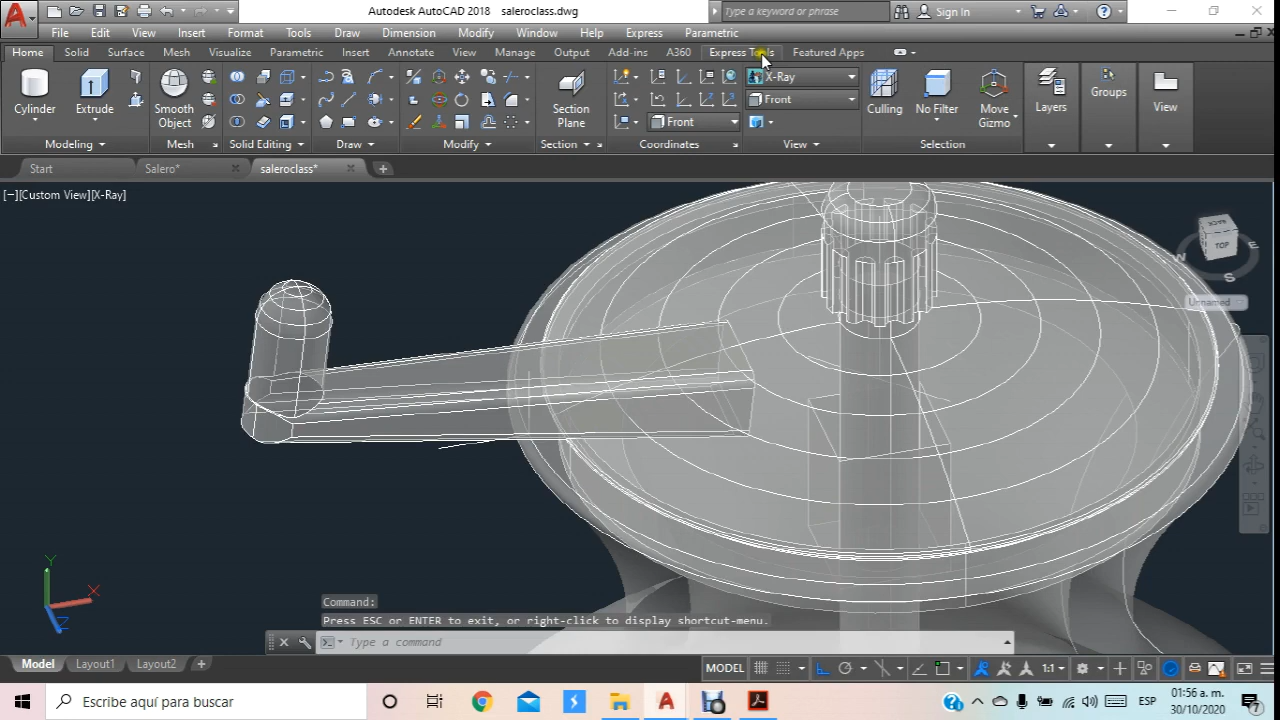 Autodesk AutoCAD 2018 saleroclass.dwg
Type a keyword or phrase
Sign In
File Edit View Insert Format Tools Draw Dimension Modify Window Help Express Parametric
Home Solid Surface Mesh Visualize Parametric Insert Annotate View Manage Output Add-ins A360 Express Tools Featured Apps
X-Ray
Front
Front
Cylinder Extrude Smooth Object Section Plane Culling No Filter Move Gizmo Layers Groups View
Modeling Mesh Solid Editing Draw Modify Section Coordinates View Selection
Start Salero* saleroclass*
[−][Custom View][X-Ray]
BACK
TOP
W E
S
Unnamed
Y
X
Z
Command:
Press ESC or ENTER to exit, or right-click to display shortcut-menu.
Type a command
Model Layout1 Layout2
MODEL 1:1
Escribe aquí para buscar
ESP
01:56 a. m.
30/10/2020
7